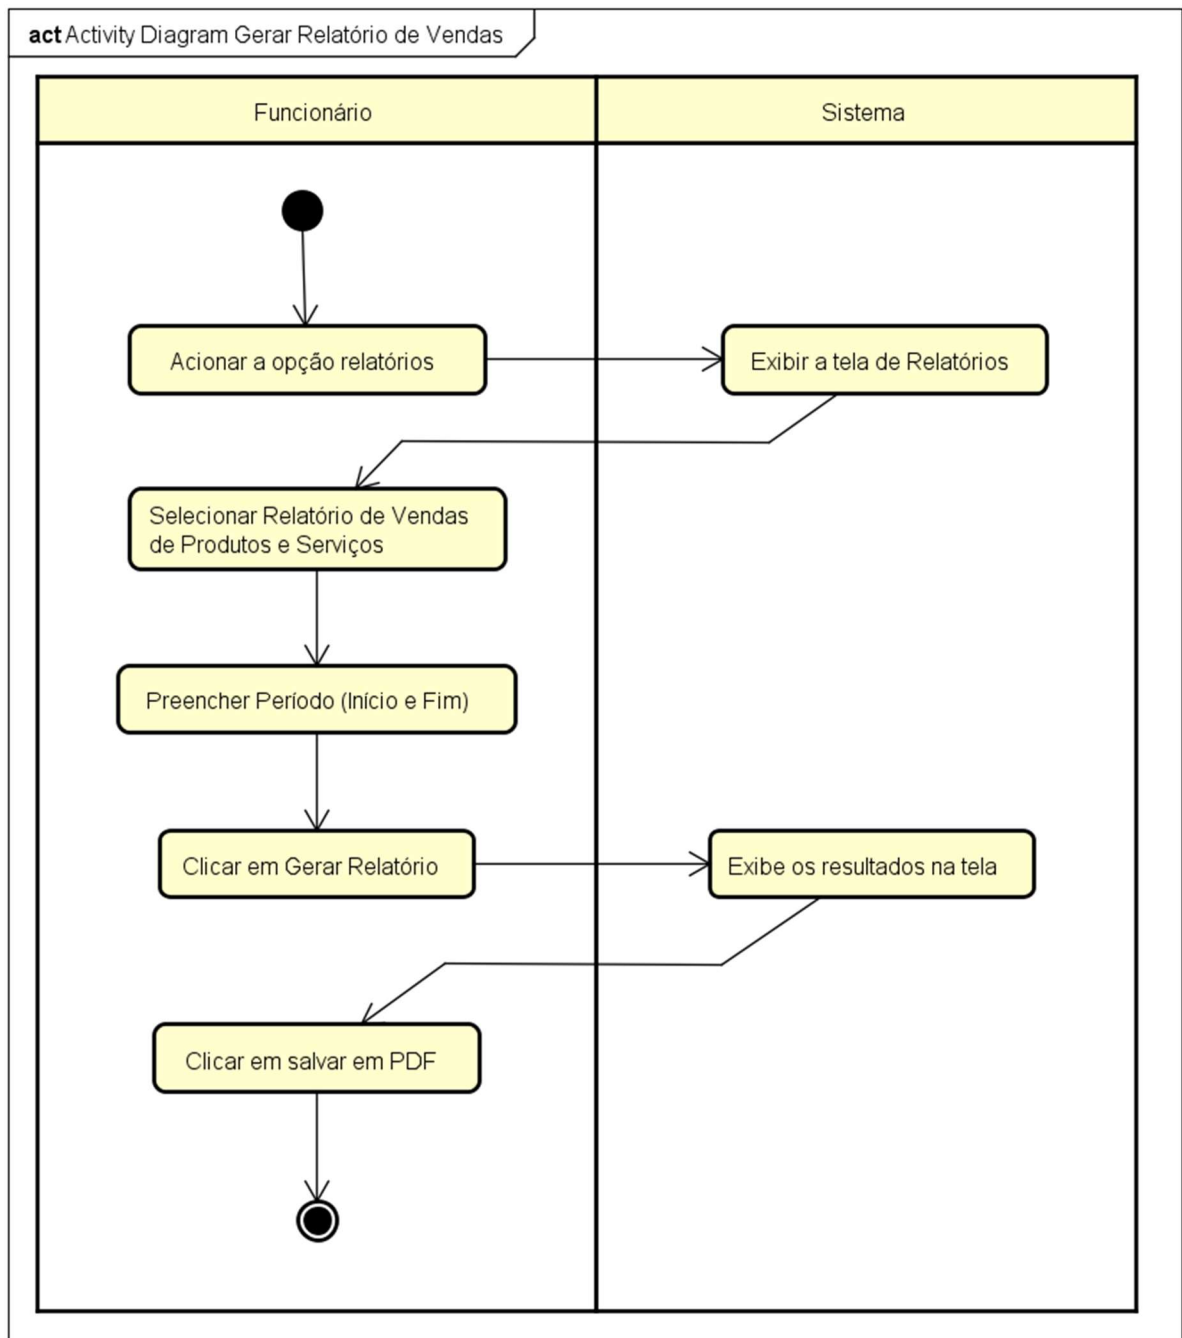 act Activity Diagram Gerar Relatório de Vendas
Funcionário
Sistema
Acionar a opção relatórios
Exibir a tela de Relatórios
Selecionar Relatório de Vendas
de Produtos e Serviços
Preencher Período (Início e Fim)
Clicar em Gerar Relatório
Exibe os resultados na tela
Clicar em salvar em PDF